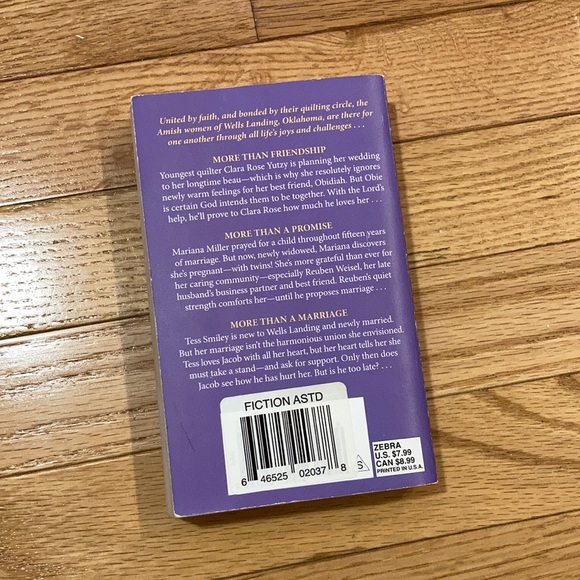 United by faith, and bonded by their quilting circle, the
Amish women of Wells Landing, Oklahoma, are there for
one another through all life's joys and challenges . . .
MORE THAN FRIENDSHIP
Youngest quilter Clara Rose Yutzy is planning her wedding
to her longtime beau—which is why she resolutely ignores
newly warm feelings for her best friend, Obidiah. But Obie
is certain God intends them to be together. With the Lord's
help, he'll prove to Clara Rose how much he loves her . . .
MORE THAN A PROMISE
Mariana Miller prayed for a child throughout fifteen years
of marriage. But now, newly widowed, Mariana discovers
she's pregnant—with twins! She's more grateful than ever for
her caring community—especially Reuben Weisel, her late
husband's business partner and best friend. Reuben's quiet
strength comforts her—until he proposes marriage . . .
MORE THAN A MARRIAGE
Tess Smiley is new to Wells Landing and newly married.
But her marriage isn't the harmonious union she envisioned.
Tess loves Jacob with all her heart, but her heart tells her she
must take a stand—and ask for support. Only then does
Jacob see how he has hurt her. But is he too late? . . .
FICTION ASTD
6 46525 02037 8
S
ZEBRA
U.S. $7.99
CAN $8.99
PRINTED IN U.S.A.